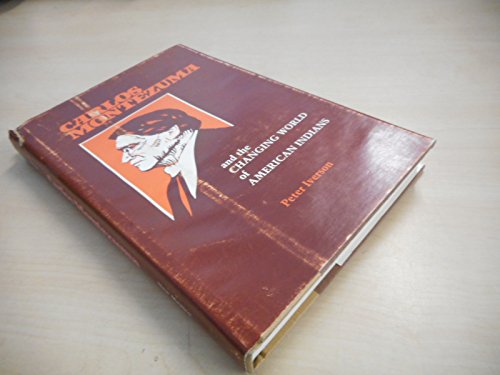 CARLOS
MONTEZUMA
and the
CHANGING WORLD
of
AMERICAN INDIANS
Peter Iverson